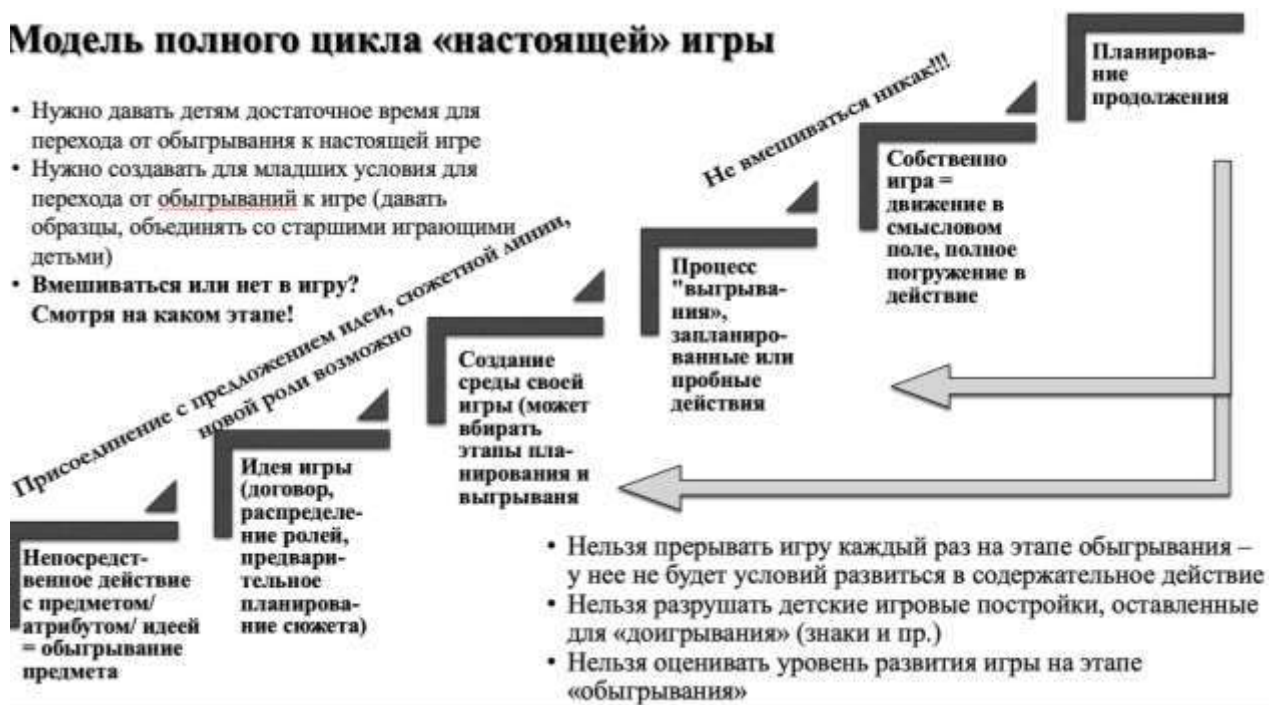 Модель полного цикла «настоящей» игры
• Нужно давать детям достаточное время для
перехода от обыгрывания к настоящей игре
• Нужно создавать для младших условия для
перехода от обыгрываний к игре (давать
образцы, объединять со старшими играющими
детьми)
• Вмешиваться или нет в игру?
Смотря на каком этапе!
Присоединение с предложением идеи, сюжетной линии,
новой роли возможно
Не вмешиваться никак!!!
Непосредст-
венное действие
с предметом/
атрибутом/ идеей
= обыгрывание
предмета
Идея игры
(договор,
распределе-
ние ролей,
предвари-
тельное
планирова-
ние сюжета)
Создание
среды своей
игры (может
вбирать
этапы пла-
нирования и
выгрываня
Процесс
"выгрыва-
ния»,
запланиро-
ванные или
пробные
действия
Собственно
игра =
движение в
смысловом
поле, полное
погружение в
действие
Планирова-
ние
продолжения
• Нельзя прерывать игру каждый раз на этапе обыгрывания –
у нее не будет условий развиться в содержательное действие
• Нельзя разрушать детские игровые постройки, оставленные
для «доигрывания» (знаки и пр.)
• Нельзя оценивать уровень развития игры на этапе
«обыгрывания»